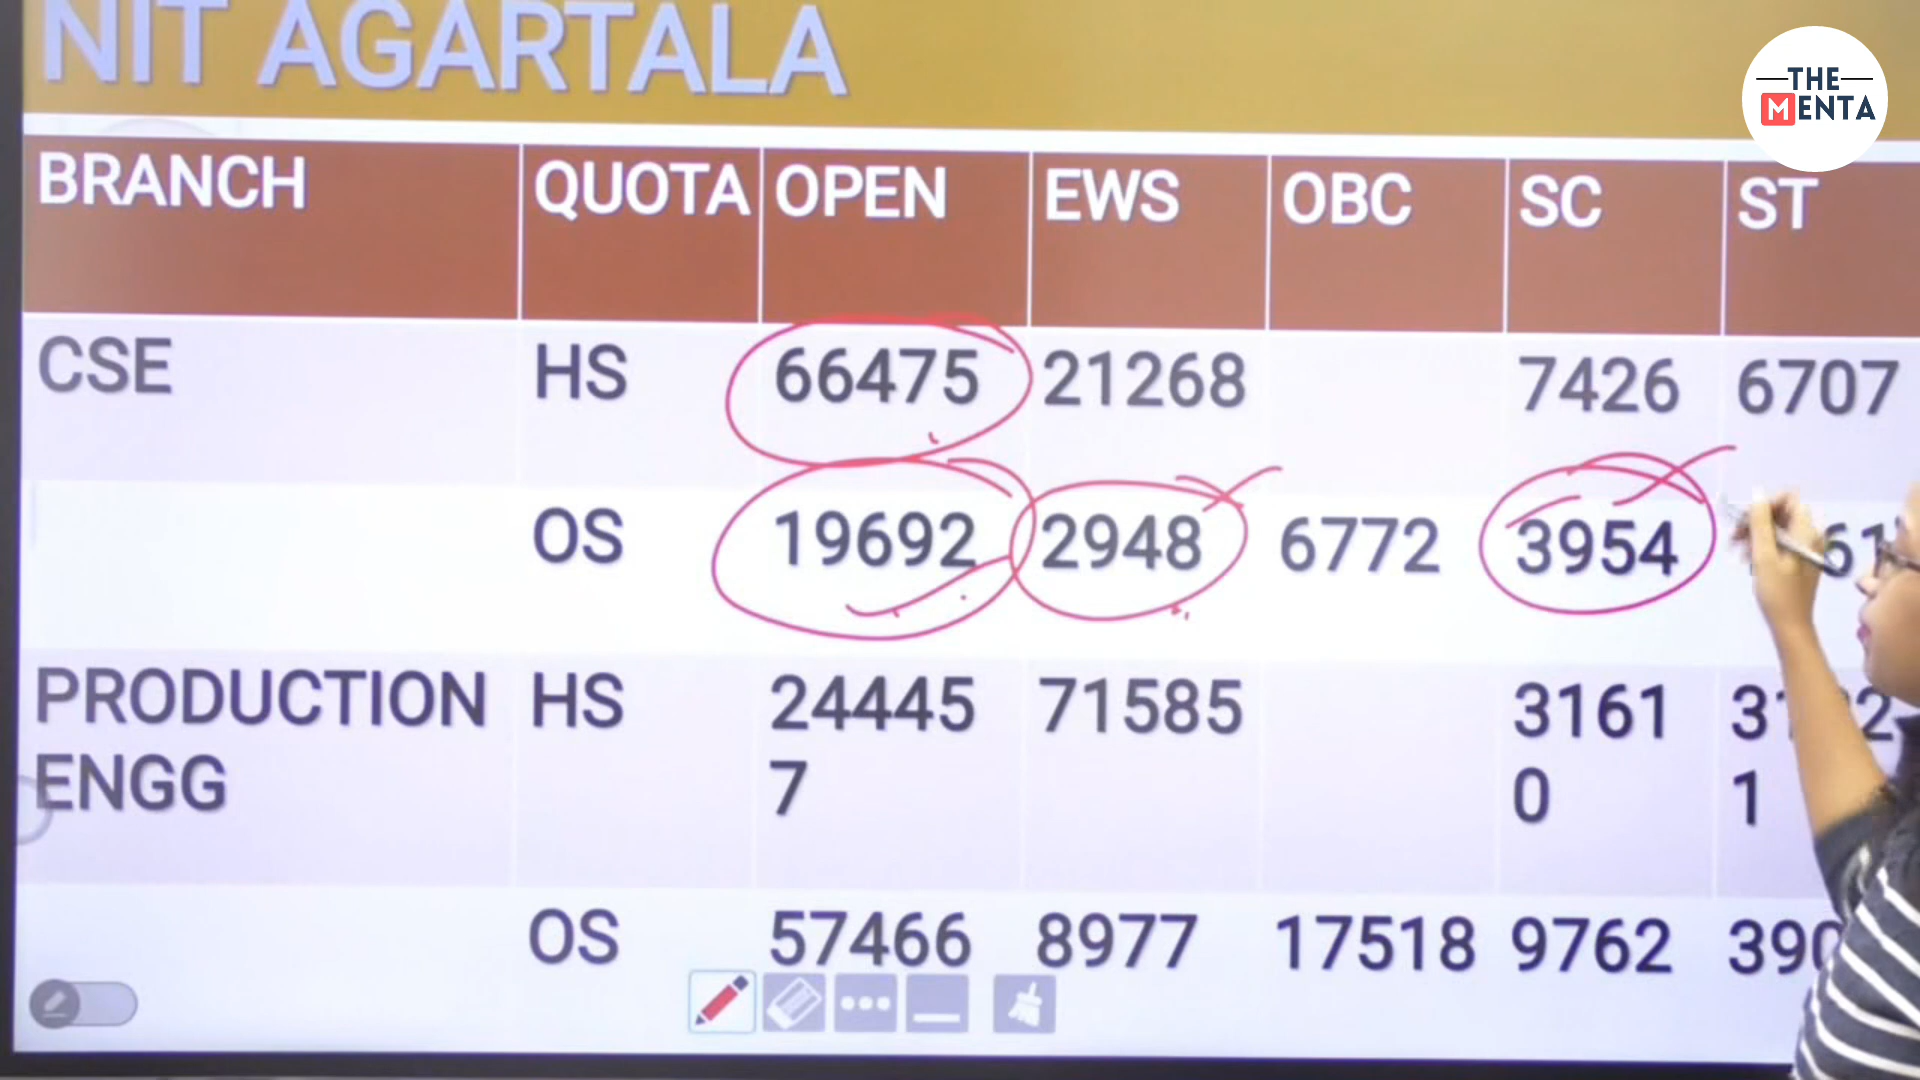 NIT AGARTALA
THE
MENTA
BRANCH QUOTA OPEN EWS OBC SC ST
CSE HS 66475 21268 7426 6707
OS 19692 2948 6772 3954
PRODUCTION HS 24445 71585 3161
ENGG 7 0 1
OS 57466 8977 17518 9762